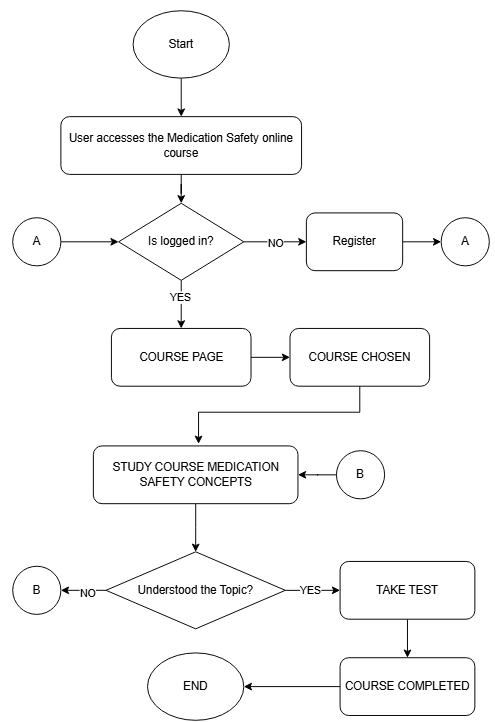 Start
User accesses the Medication Safety online
course
A
Is logged in?
NO
Register
A
YES
COURSE PAGE
COURSE CHOSEN
STUDY COURSE MEDICATION
SAFETY CONCEPTS
B
B
NO
Understood the Topic?
YES
TAKE TEST
END
COURSE COMPLETED